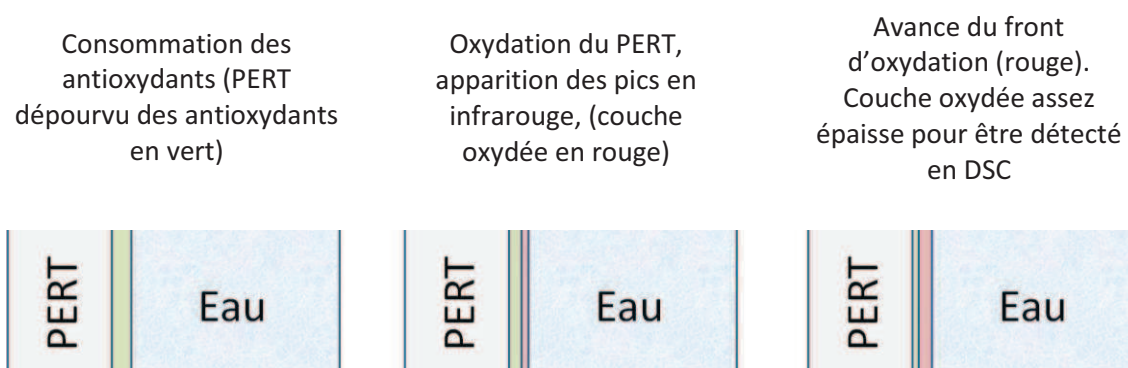 Consommation des
antioxydants (PERT
dépourvu des antioxydants
en vert)
Oxydation du PERT,
apparition des pics en
infrarouge, (couche
oxydée en rouge)
Avance du front
d’oxydation (rouge).
Couche oxydée assez
épaisse pour être détecté
en DSC
PERT
Eau
PERT
Eau
PERT
Eau